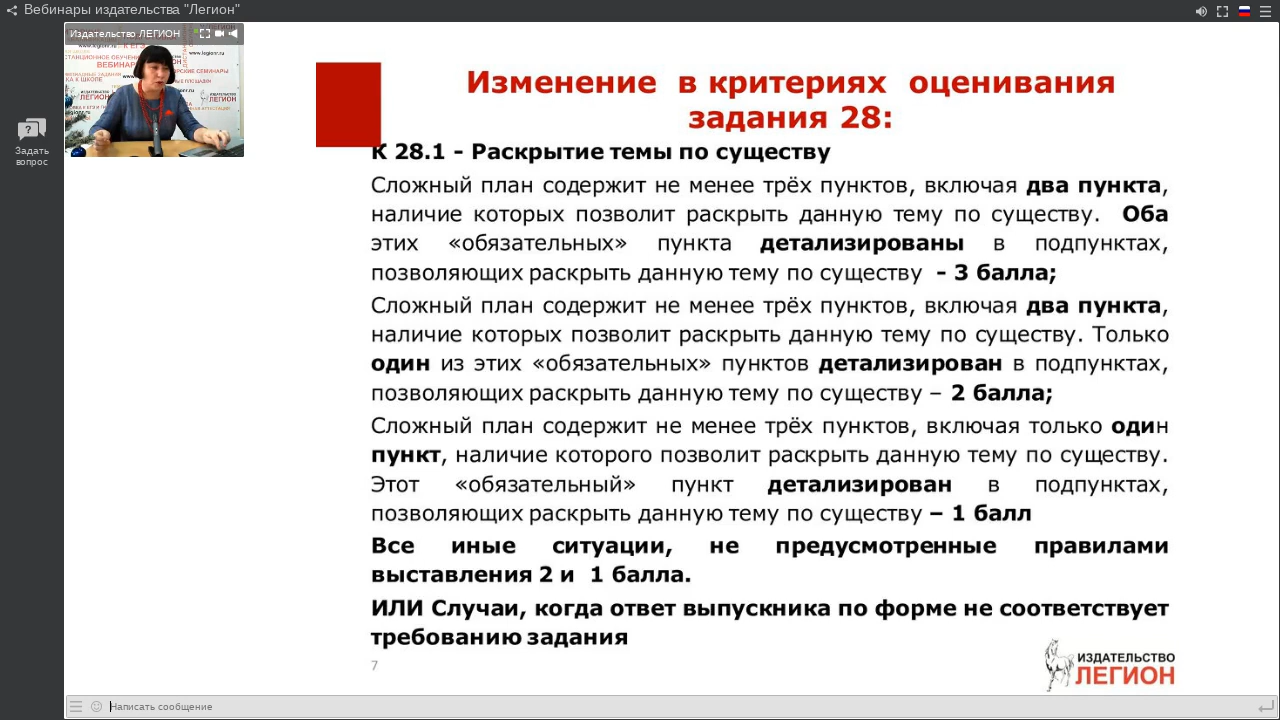 Вебинары издательства "Легион"
Издательство ЛЕГИОН
Задать
вопрос
Изменение в критериях оценивания
задания 28:
К 28.1 - Раскрытие темы по существу
Сложный план содержит не менее трёх пунктов, включая два пункта,
наличие которых позволит раскрыть данную тему по существу. Оба
этих «обязательных» пункта детализированы в подпунктах,
позволяющих раскрыть данную тему по существу - 3 балла;
Сложный план содержит не менее трёх пунктов, включая два пункта,
наличие которых позволит раскрыть данную тему по существу. Только
один из этих «обязательных» пунктов детализирован в подпунктах,
позволяющих раскрыть данную тему по существу – 2 балла;
Сложный план содержит не менее трёх пунктов, включая только один
пункт, наличие которого позволит раскрыть данную тему по существу.
Этот «обязательный» пункт детализирован в подпунктах,
позволяющих раскрыть данную тему по существу – 1 балл
Все иные ситуации, не предусмотренные правилами
выставления 2 и 1 балла.
ИЛИ Случаи, когда ответ выпускника по форме не соответствует
требованию задания
7
ИЗДАТЕЛЬСТВО
ЛЕГИОН
Написать сообщение